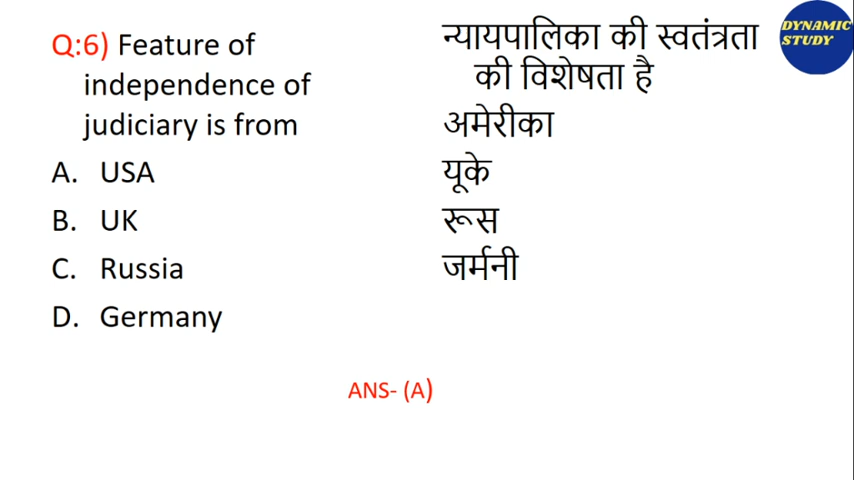 Q:6) Feature of
independence of
judiciary is from
A. USA
B. UK
C. Russia
D. Germany
न्यायपालिका की स्वतंत्रता
की विशेषता है
अमेरीका
यूके
रूस
जर्मनी
ANS- (A)
DYNAMIC
STUDY